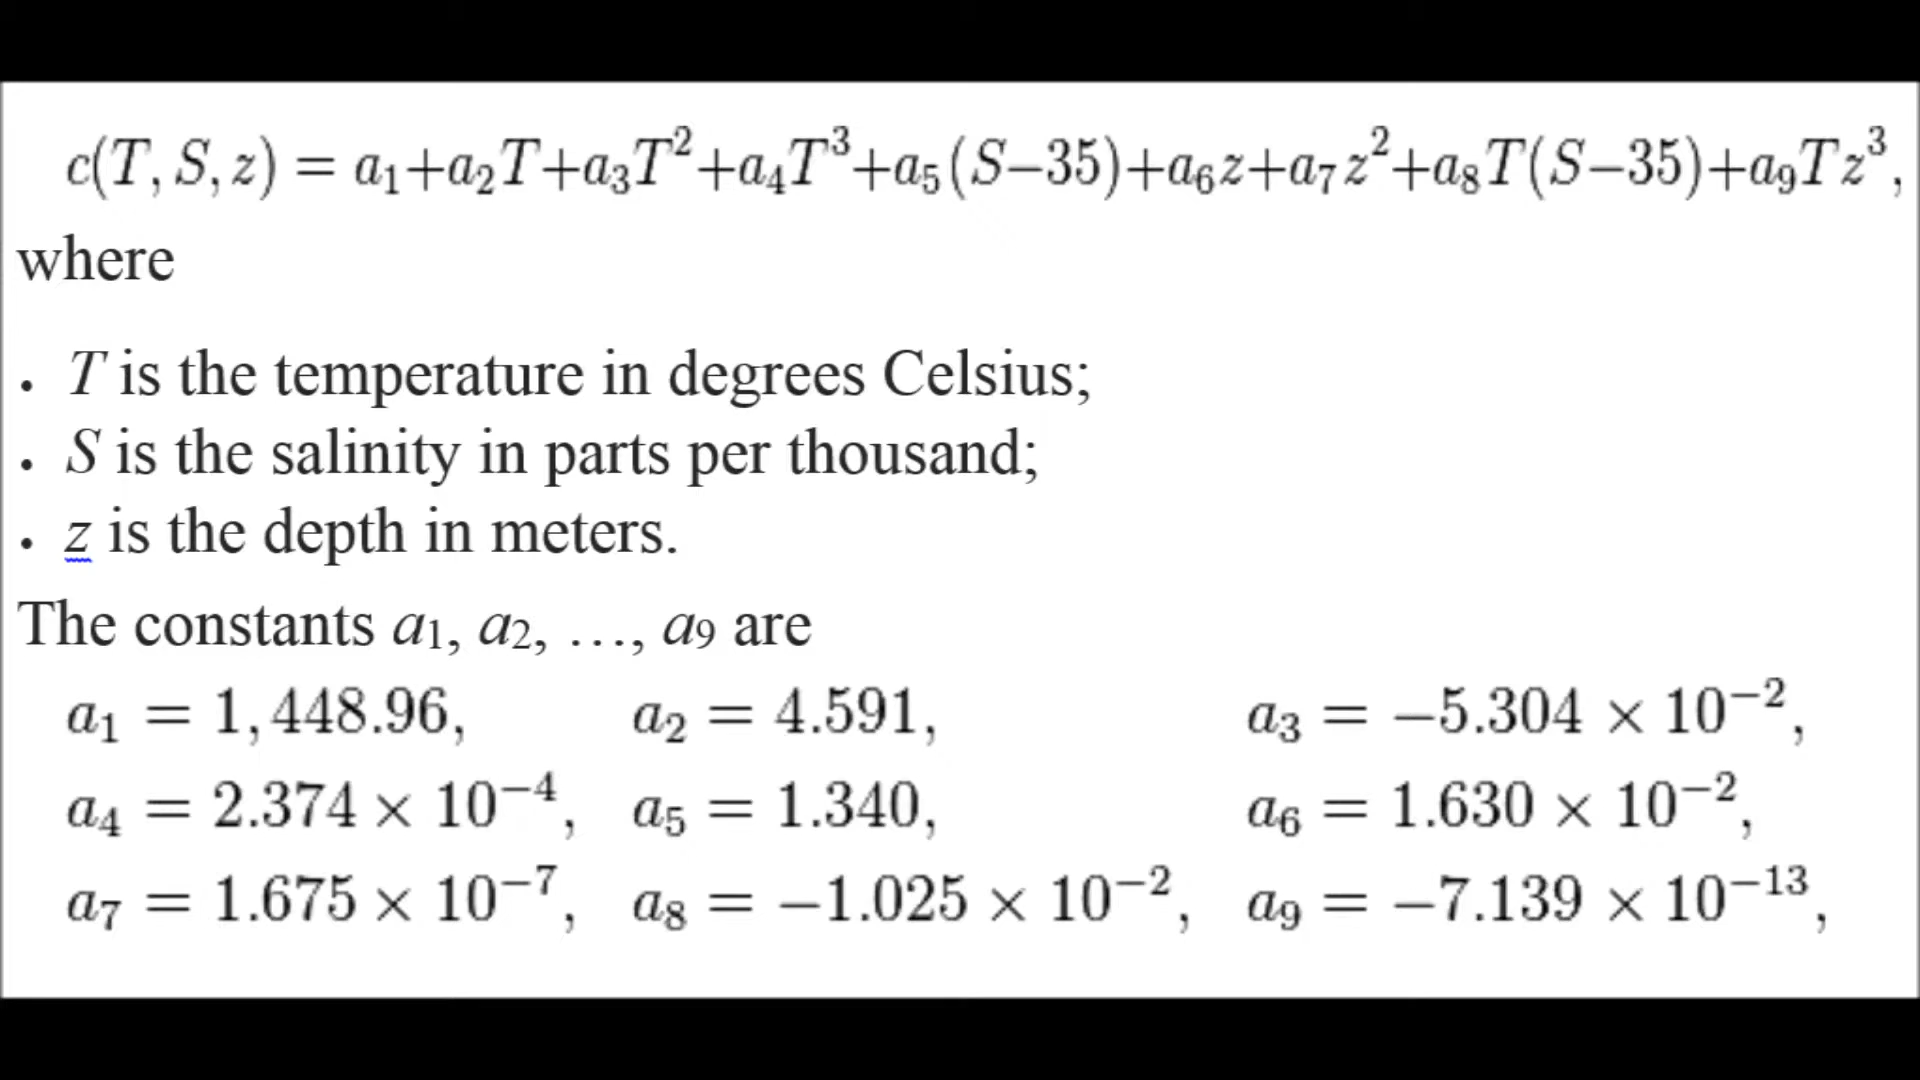 c(T, S, z) = a₁+a₂T+a₃T²+a₄T³+a₅(S−35)+a₆z+a₇z²+a₈T(S−35)+a₉Tz³,
where
• T is the temperature in degrees Celsius;
• S is the salinity in parts per thousand;
• z is the depth in meters.
The constants a1, a2, …, a9 are
a₁ = 1,448.96, a₂ = 4.591, a₃ = −5.304 × 10⁻²,
a₄ = 2.374 × 10⁻⁴, a₅ = 1.340, a₆ = 1.630 × 10⁻²,
a₇ = 1.675 × 10⁻⁷, a₈ = −1.025 × 10⁻², a₉ = −7.139 × 10⁻¹³,